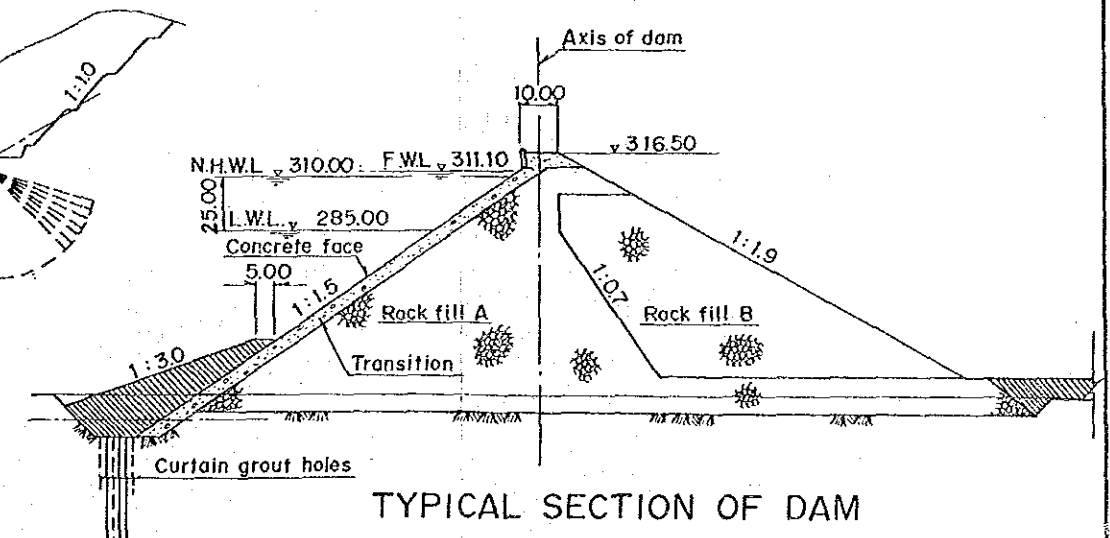 Axis of dam
1:1.0
10.00
316.50
N.H.W.L 310.00 F.W.L 311.10
25.00
L.W.L. 285.00
Concrete face
5.00
1:1.9
1:1.5
1:0.7
Rock fill A
Rock fill B
1:3.0
Transition
Curtain grout holes
TYPICAL SECTION OF DAM